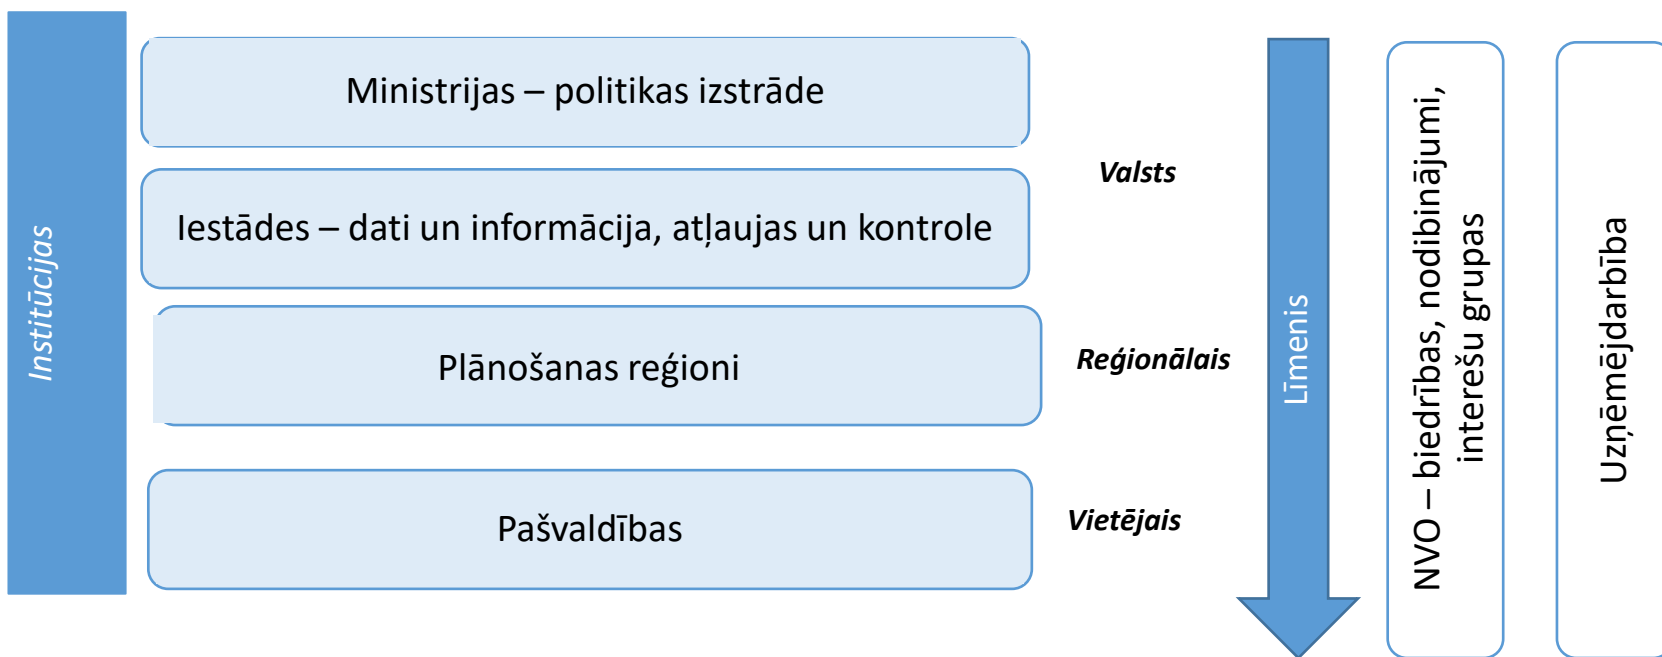 Institūcijas
Ministrijas – politikas izstrāde
Iestādes – dati un informācija, atļaujas un kontrole
Plānošanas reģioni
Pašvaldības
Valsts
Reģionālais
Vietējais
Līmenis
NVO – biedrības, nodibinājumi,
interešu grupas
Uzņēmējdarbība